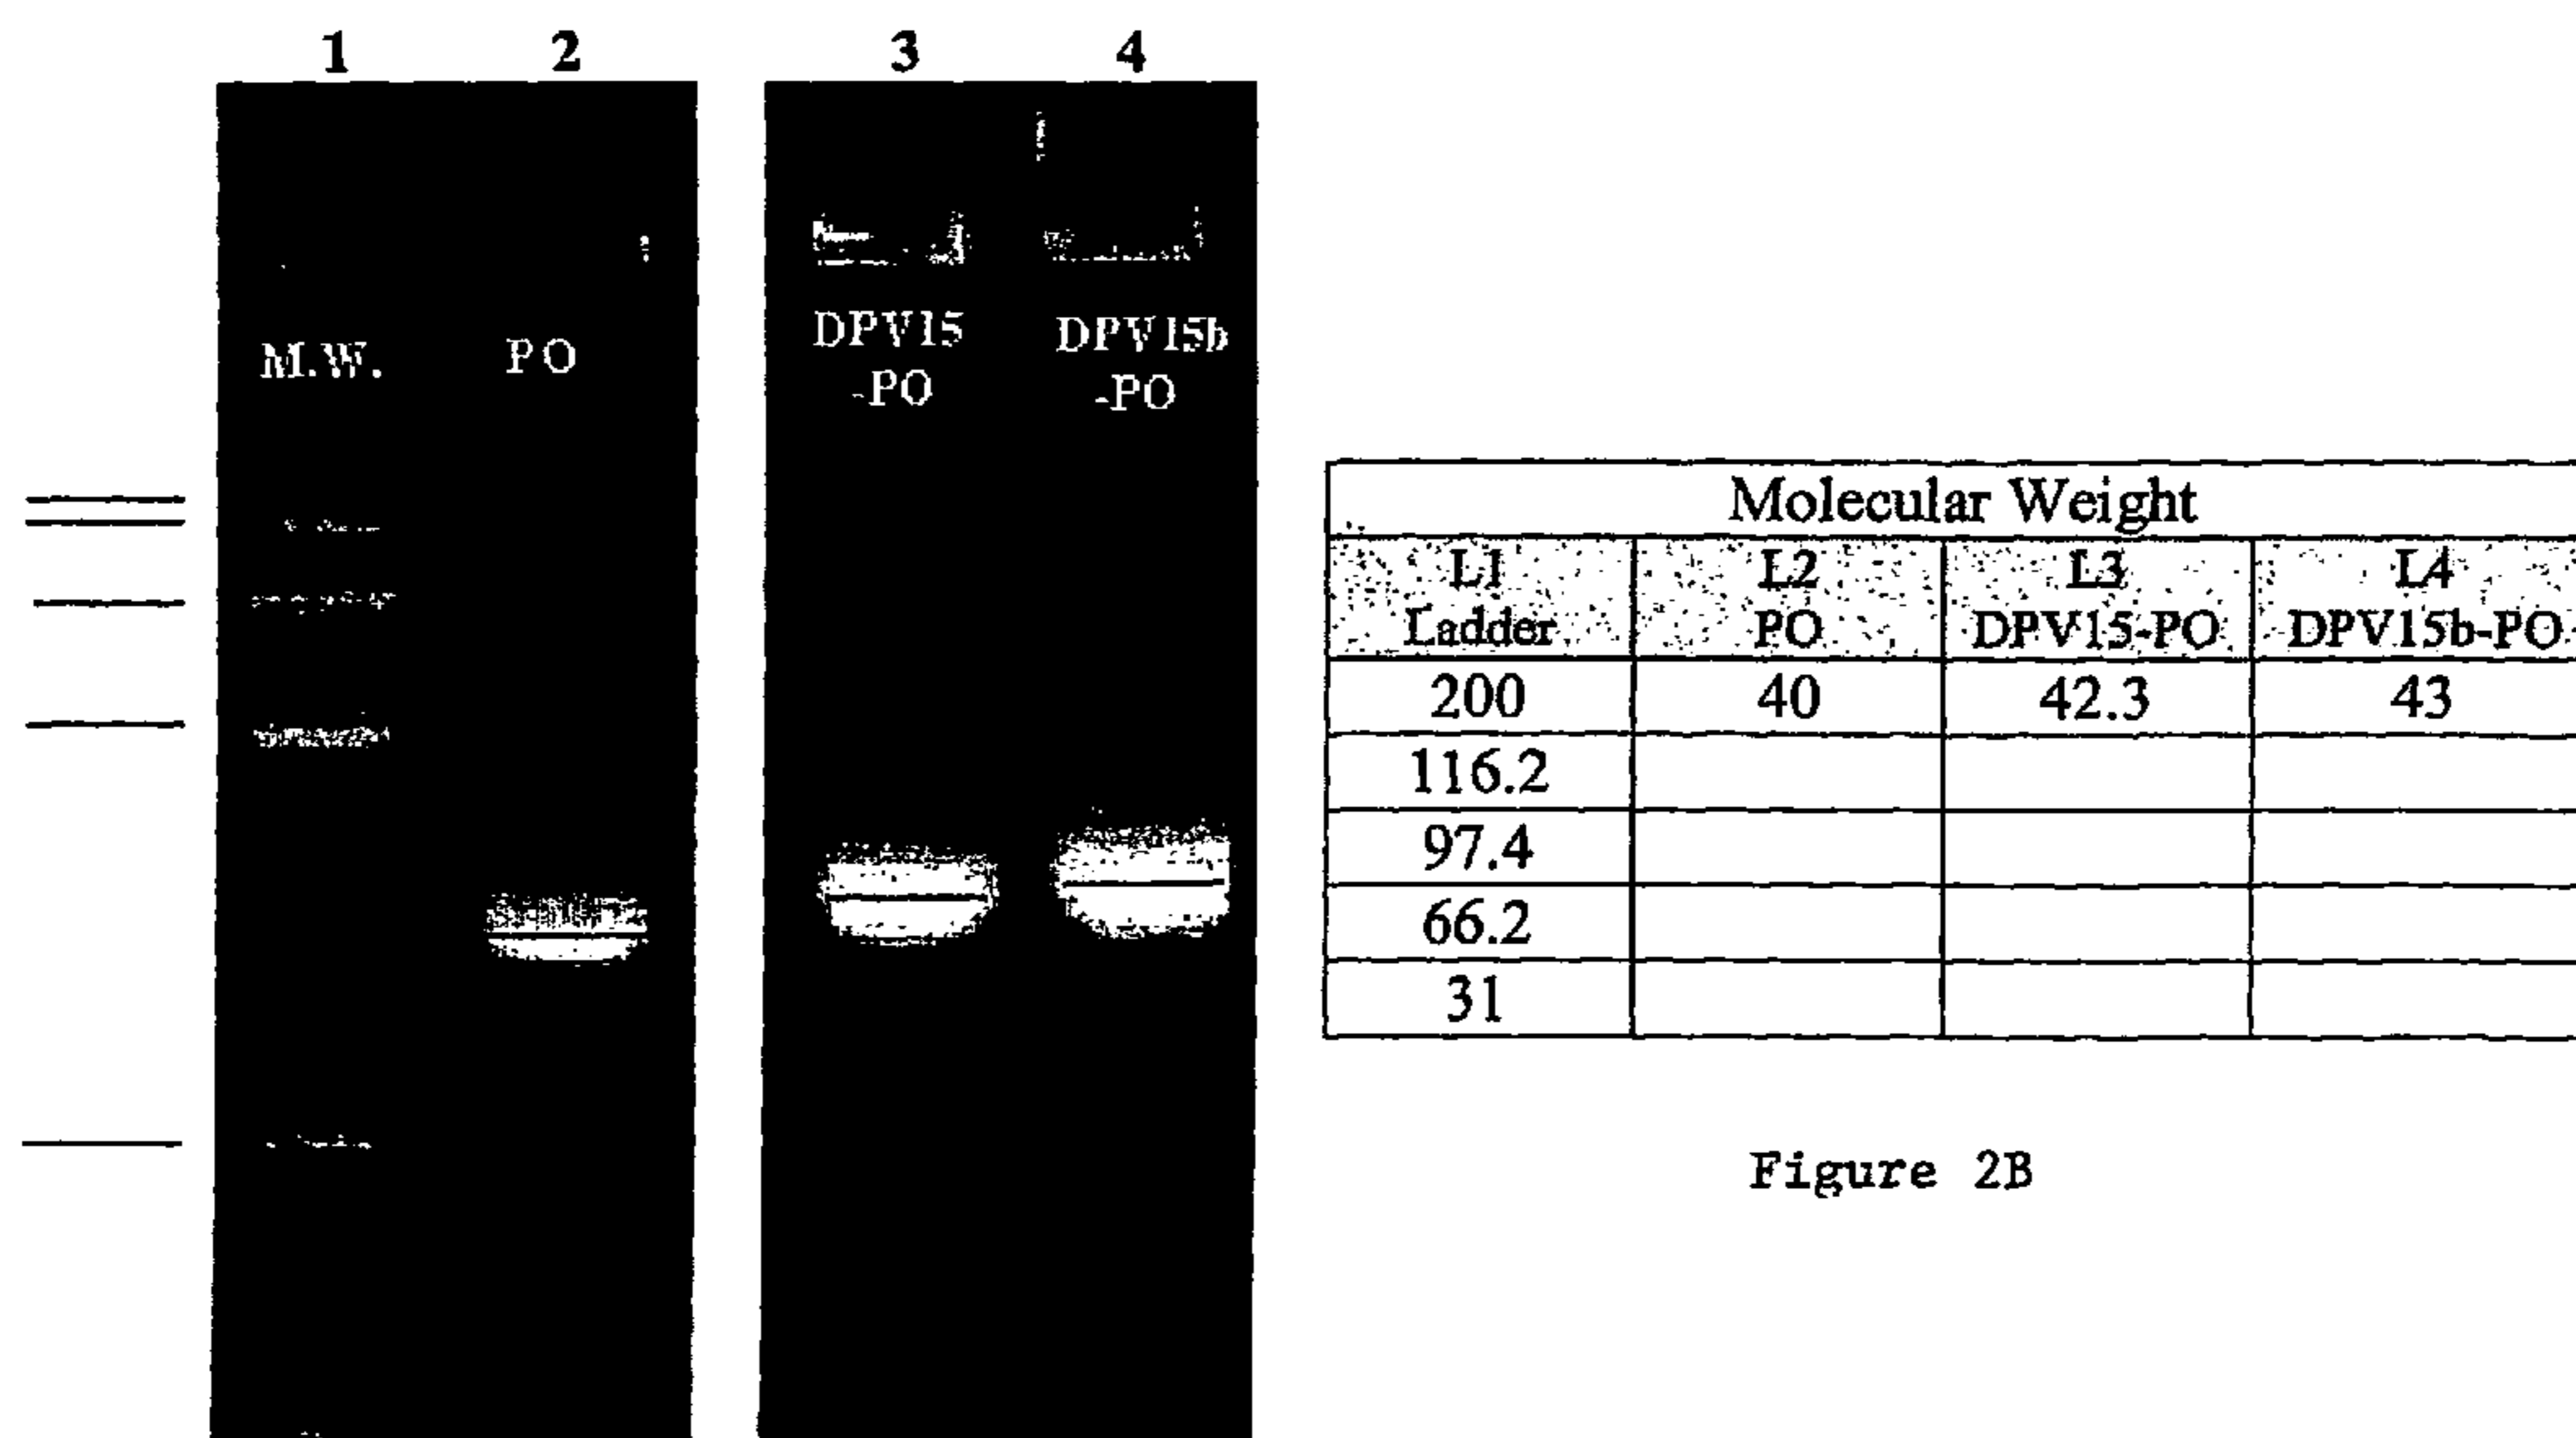 1 2 3 4
M.W. PO DPV15 DPV15b
-PO -PO
Molecular Weight
L1 L2 L3 L4
Ladder PO DPV15-PO DPV15b-PO
200 40 42.3 43
116.2
97.4
66.2
31
Figure 2B